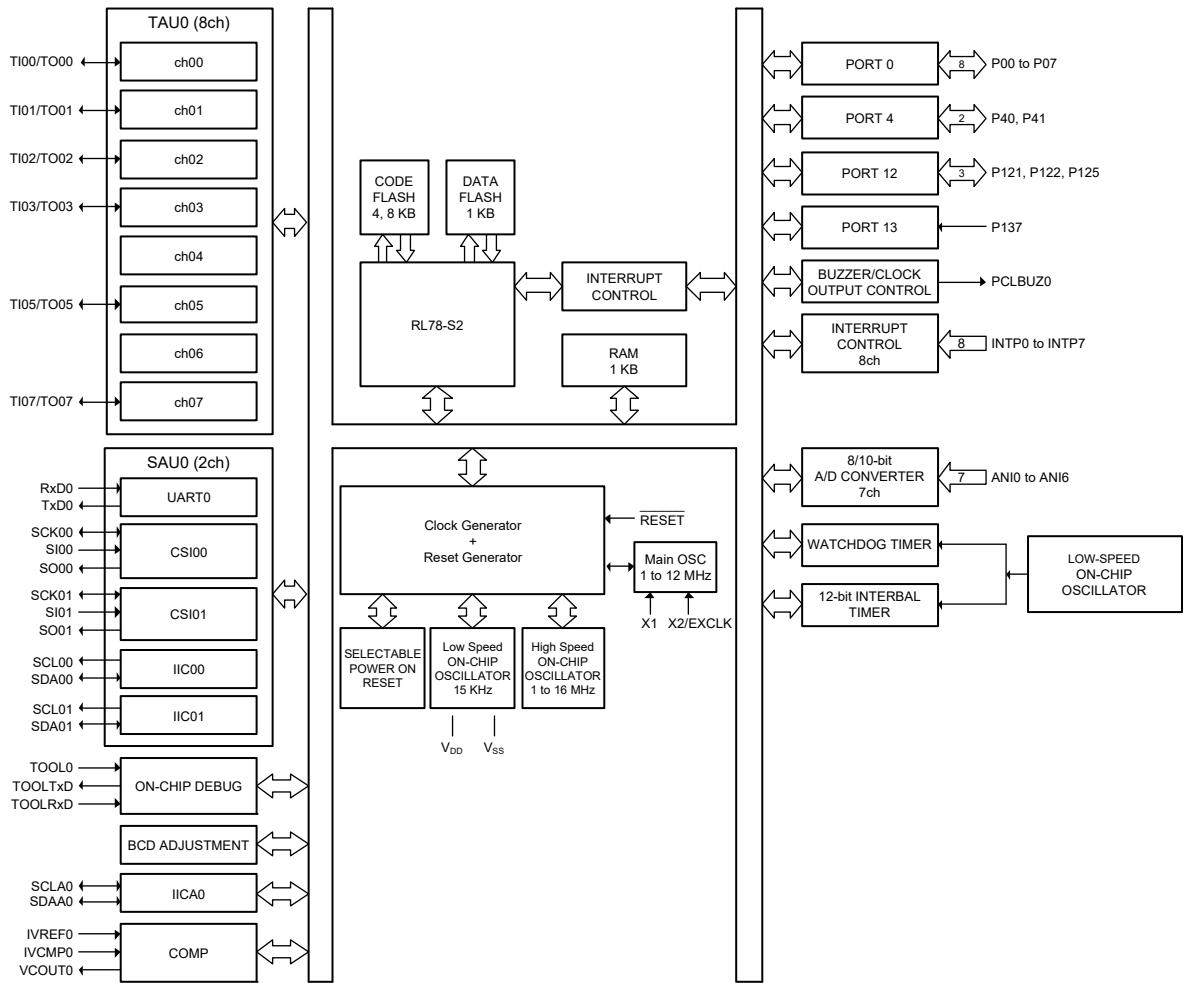 TAU0 (8ch)
TI00/TO00
ch00
TI01/TO01
ch01
TI02/TO02
ch02
TI03/TO03
ch03
ch04
TI05/TO05
ch05
ch06
TI07/TO07
ch07
SAU0 (2ch)
RxD0
TxD0
UART0
SCK00
SI00
SO00
CSI00
SCK01
SI01
SO01
CSI01
SCL00
SDA00
IIC00
SCL01
SDA01
IIC01
TOOL0
TOOLTxD
TOOLRxD
ON-CHIP DEBUG
BCD ADJUSTMENT
SCLA0
SDAA0
IICA0
IVREF0
IVCMP0
VCOUT0
COMP
CODE
FLASH
4, 8 KB
DATA
FLASH
1 KB
RL78-S2
INTERRUPT
CONTROL
RAM
1 KB
Clock Generator
+
Reset Generator
RESET
Main OSC
1 to 12 MHz
X1
X2/EXCLK
SELECTABLE
POWER ON
RESET
Low Speed
ON-CHIP
OSCILLATOR
15 KHz
High Speed
ON-CHIP
OSCILLATOR
1 to 16 MHz
VDD
VSS
PORT 0
8
P00 to P07
PORT 4
2
P40, P41
PORT 12
3
P121, P122, P125
PORT 13
P137
BUZZER/CLOCK
OUTPUT CONTROL
PCLBUZ0
INTERRUPT
CONTROL
8ch
8
INTP0 to INTP7
8/10-bit
A/D CONVERTER
7ch
7
ANI0 to ANI6
WATCHDOG TIMER
12-bit INTERBAL
TIMER
LOW-SPEED
ON-CHIP
OSCILLATOR